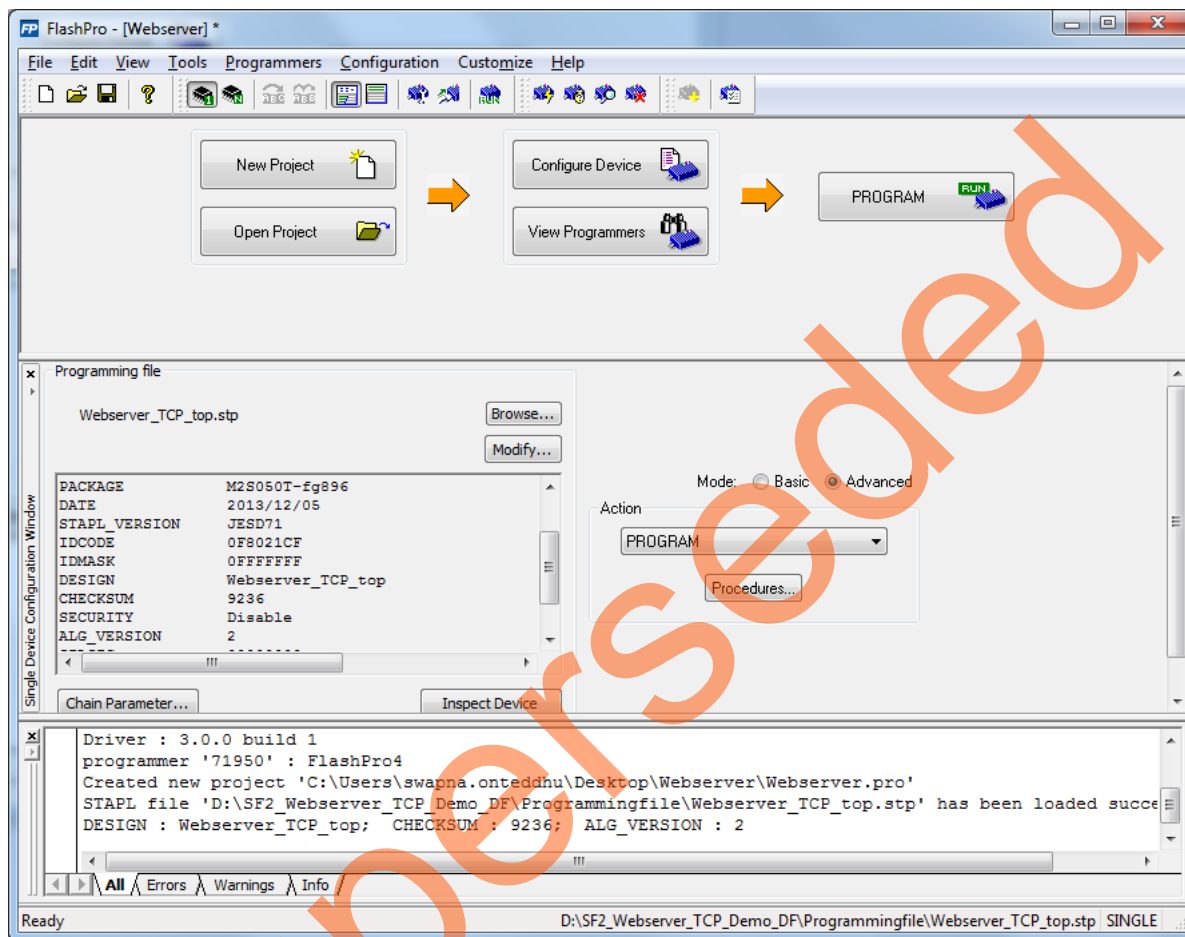 FP FlashPro - [Webserver] *
File Edit View Tools Programmers Configuration Customize Help
New Project
Open Project
Configure Device
View Programmers
PROGRAM
RUN
Programming file
Webserver_TCP_top.stp
Browse...
Modify...
PACKAGE M2S050T-fg896
DATE 2013/12/05
STAPL_VERSION JESD71
IDCODE 0F8021CF
IDMASK 0FFFFFFF
DESIGN Webserver_TCP_top
CHECKSUM 9236
SECURITY Disable
ALG_VERSION 2
Chain Parameter...
Inspect Device
Single Device Configuration Window
Mode: Basic Advanced
Action
PROGRAM
Procedures...
Driver : 3.0.0 build 1
programmer '71950' : FlashPro4
Created new project 'C:\Users\swapna.onteddhu\Desktop\Webserver\Webserver.pro'
STAPL file 'D:\SF2_Webserver_TCP_Demo_DF\Programmingfile\Webserver_TCP_top.stp' has been loaded succe
DESIGN : Webserver_TCP_top; CHECKSUM : 9236; ALG_VERSION : 2
All Errors Warnings Info
Ready
D:\SF2_Webserver_TCP_Demo_DF\Programmingfile\Webserver_TCP_top.stp SINGLE
perseded